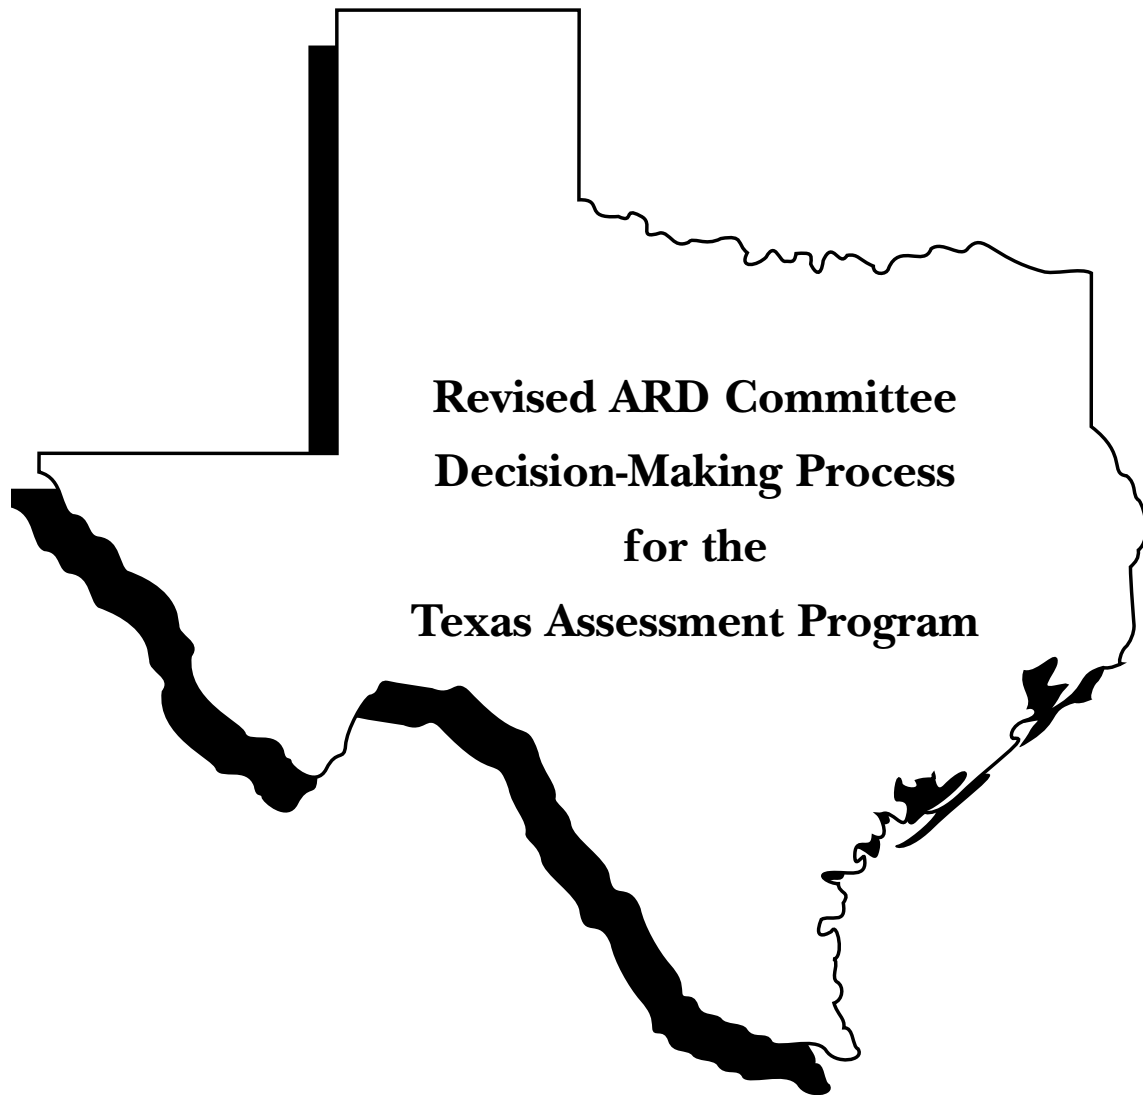 Revised ARD Committee
Decision-Making Process
for the
Texas Assessment Program